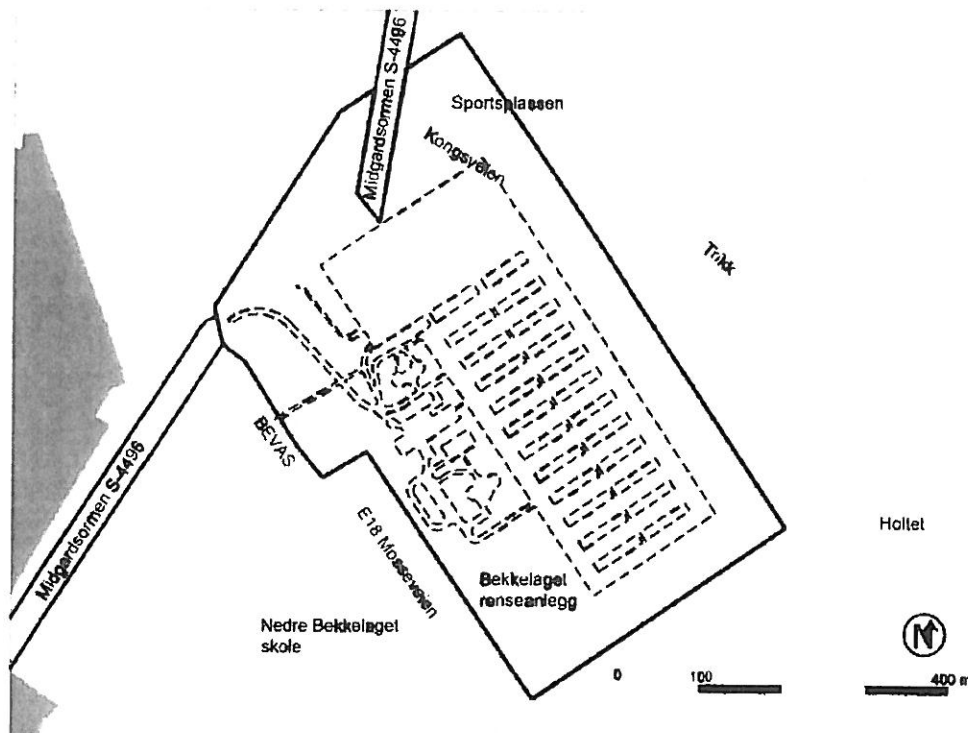 Midgardsormen S-4496
Sportsplassen
Kongsveien
Trikk
BEVAS
Midgardsormen S-4496
E18 Mosseveien
Holtet
Bekkelaget
renseanlegg
Nedre Bekkelaget
skole
N
0 100 400 m